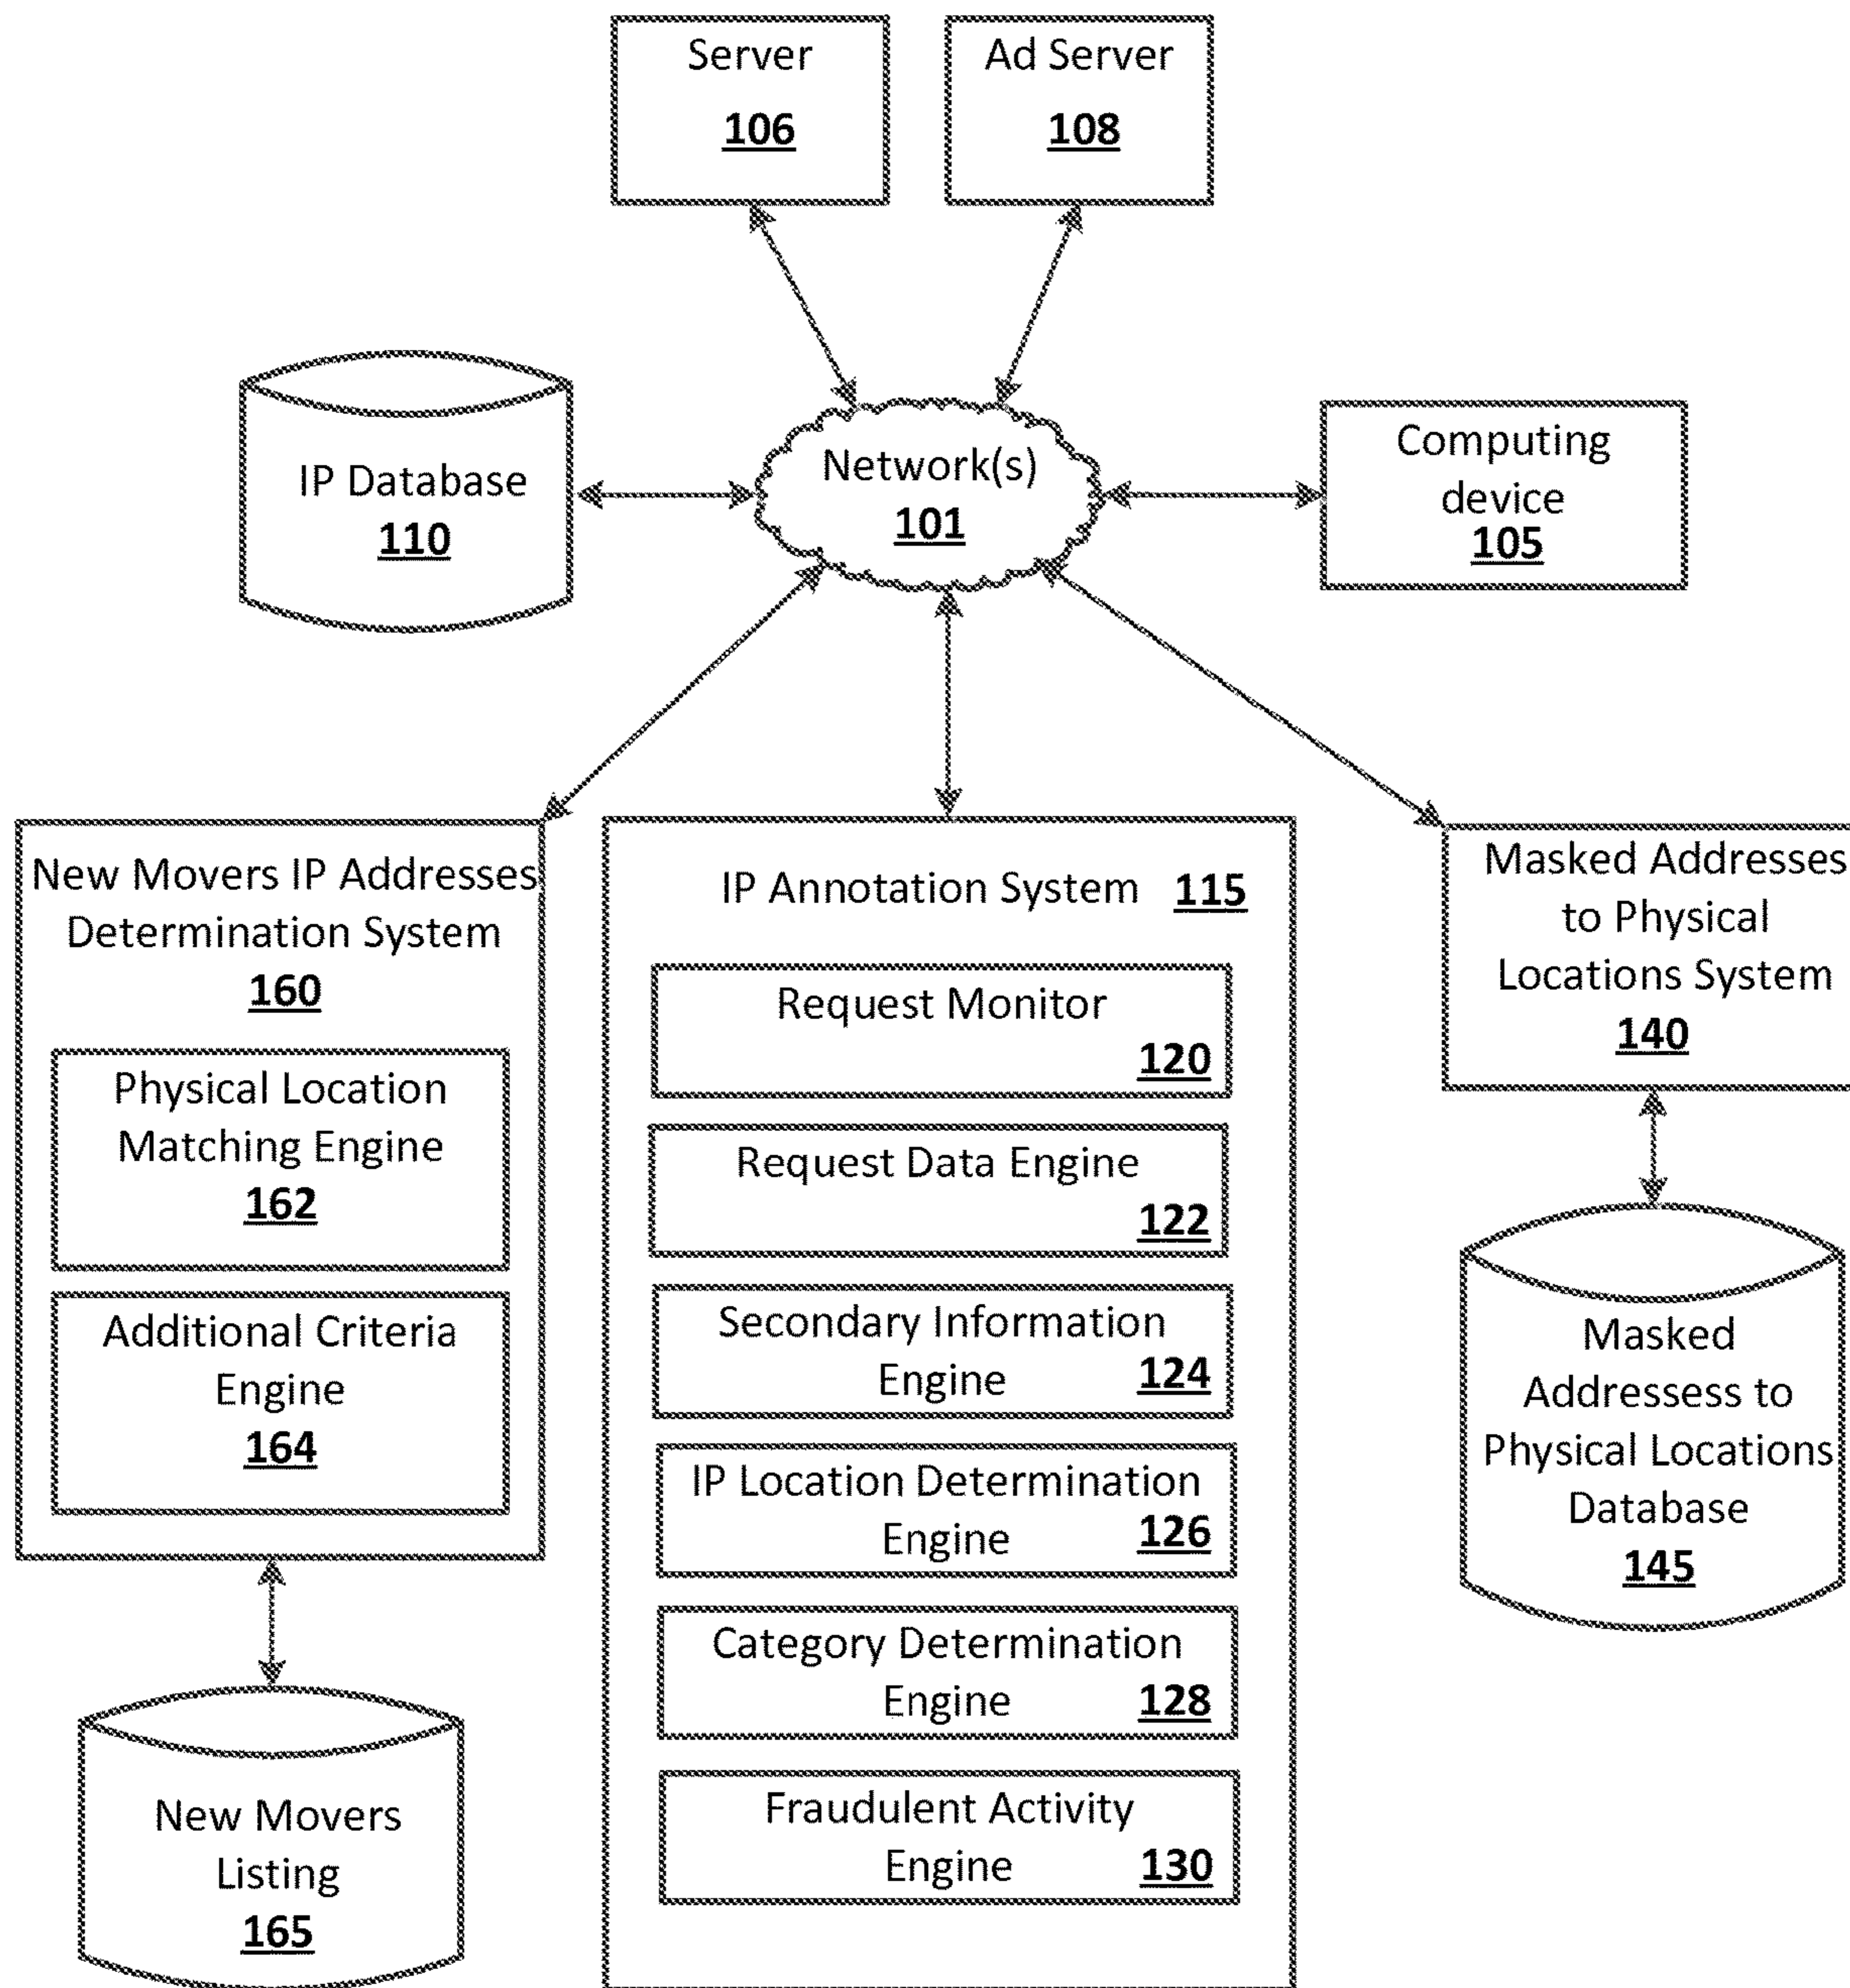 Server
106
Ad Server
108
IP Database
110
Network(s)
101
Computing
device
105
New Movers IP Addresses
Determination System
160
Physical Location
Matching Engine
162
Additional Criteria
Engine
164
New Movers
Listing
165
IP Annotation System 115
Request Monitor
120
Request Data Engine
122
Secondary Information
Engine 124
IP Location Determination
Engine 126
Category Determination
Engine 128
Fraudulent Activity
Engine 130
Masked Addresses
to Physical
Locations System
140
Masked
Addressess to
Physical Locations
Database
145